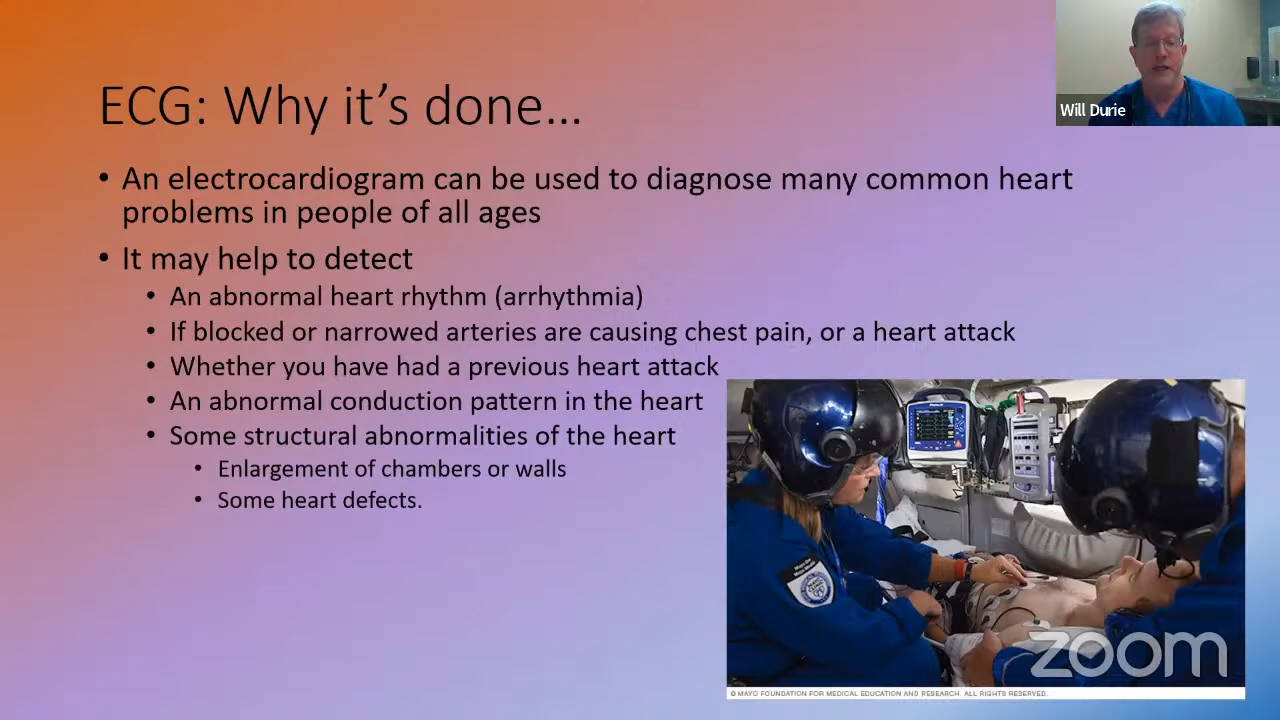 ECG: Why it's done…
Will Durie
• An electrocardiogram can be used to diagnose many common heart
problems in people of all ages
• It may help to detect
• An abnormal heart rhythm (arrhythmia)
• If blocked or narrowed arteries are causing chest pain, or a heart attack
• Whether you have had a previous heart attack
• An abnormal conduction pattern in the heart
• Some structural abnormalities of the heart
• Enlargement of chambers or walls
• Some heart defects.
zoom
© MAYO FOUNDATION FOR MEDICAL EDUCATION AND RESEARCH. ALL RIGHTS RESERVED.